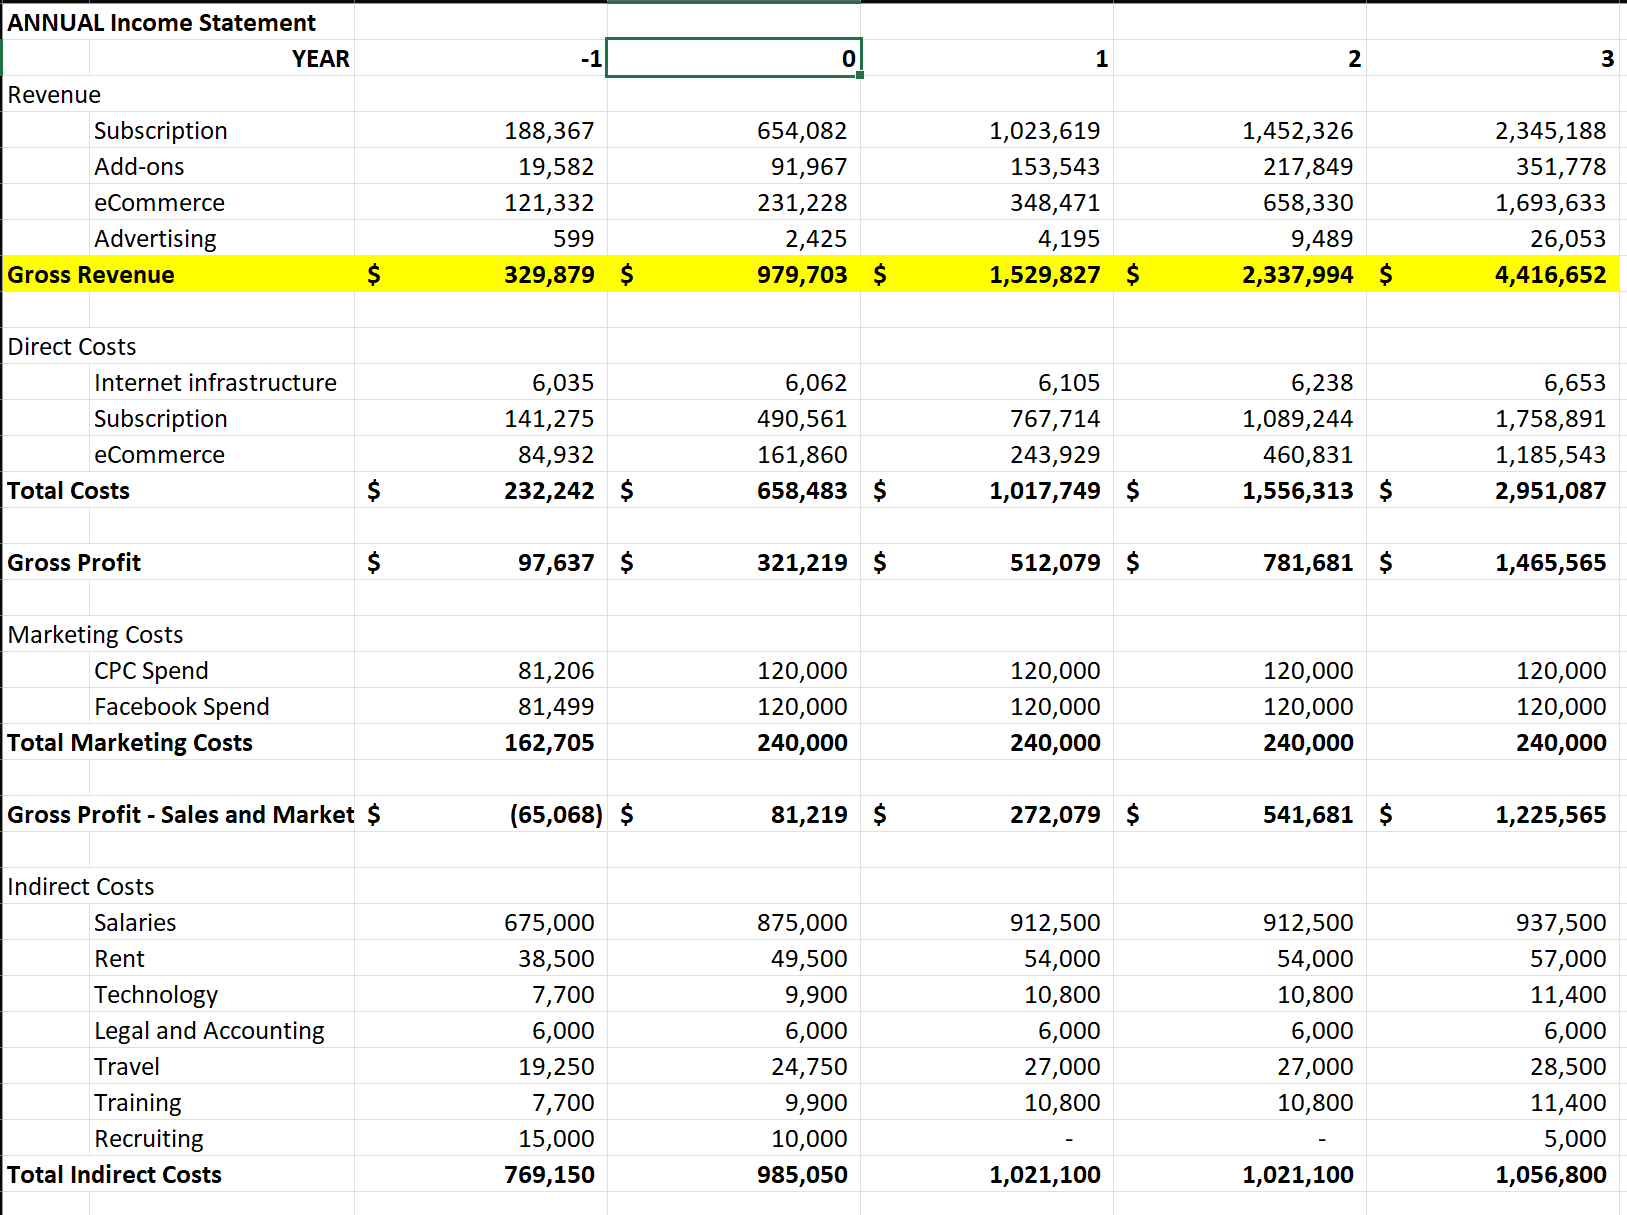 ANNUAL Income Statement
YEAR -1 0 1 2 3
Revenue
Subscription 188,367 654,082 1,023,619 1,452,326 2,345,188
Add-ons 19,582 91,967 153,543 217,849 351,778
eCommerce 121,332 231,228 348,471 658,330 1,693,633
Advertising 599 2,425 4,195 9,489 26,053
Gross Revenue $ 329,879 $ 979,703 $ 1,529,827 $ 2,337,994 $ 4,416,652
Direct Costs
Internet infrastructure 6,035 6,062 6,105 6,238 6,653
Subscription 141,275 490,561 767,714 1,089,244 1,758,891
eCommerce 84,932 161,860 243,929 460,831 1,185,543
Total Costs $ 232,242 $ 658,483 $ 1,017,749 $ 1,556,313 $ 2,951,087
Gross Profit $ 97,637 $ 321,219 $ 512,079 $ 781,681 $ 1,465,565
Marketing Costs
CPC Spend 81,206 120,000 120,000 120,000 120,000
Facebook Spend 81,499 120,000 120,000 120,000 120,000
Total Marketing Costs 162,705 240,000 240,000 240,000 240,000
Gross Profit - Sales and Market $ (65,068) $ 81,219 $ 272,079 $ 541,681 $ 1,225,565
Indirect Costs
Salaries 675,000 875,000 912,500 912,500 937,500
Rent 38,500 49,500 54,000 54,000 57,000
Technology 7,700 9,900 10,800 10,800 11,400
Legal and Accounting 6,000 6,000 6,000 6,000 6,000
Travel 19,250 24,750 27,000 27,000 28,500
Training 7,700 9,900 10,800 10,800 11,400
Recruiting 15,000 10,000 - - 5,000
Total Indirect Costs 769,150 985,050 1,021,100 1,021,100 1,056,800